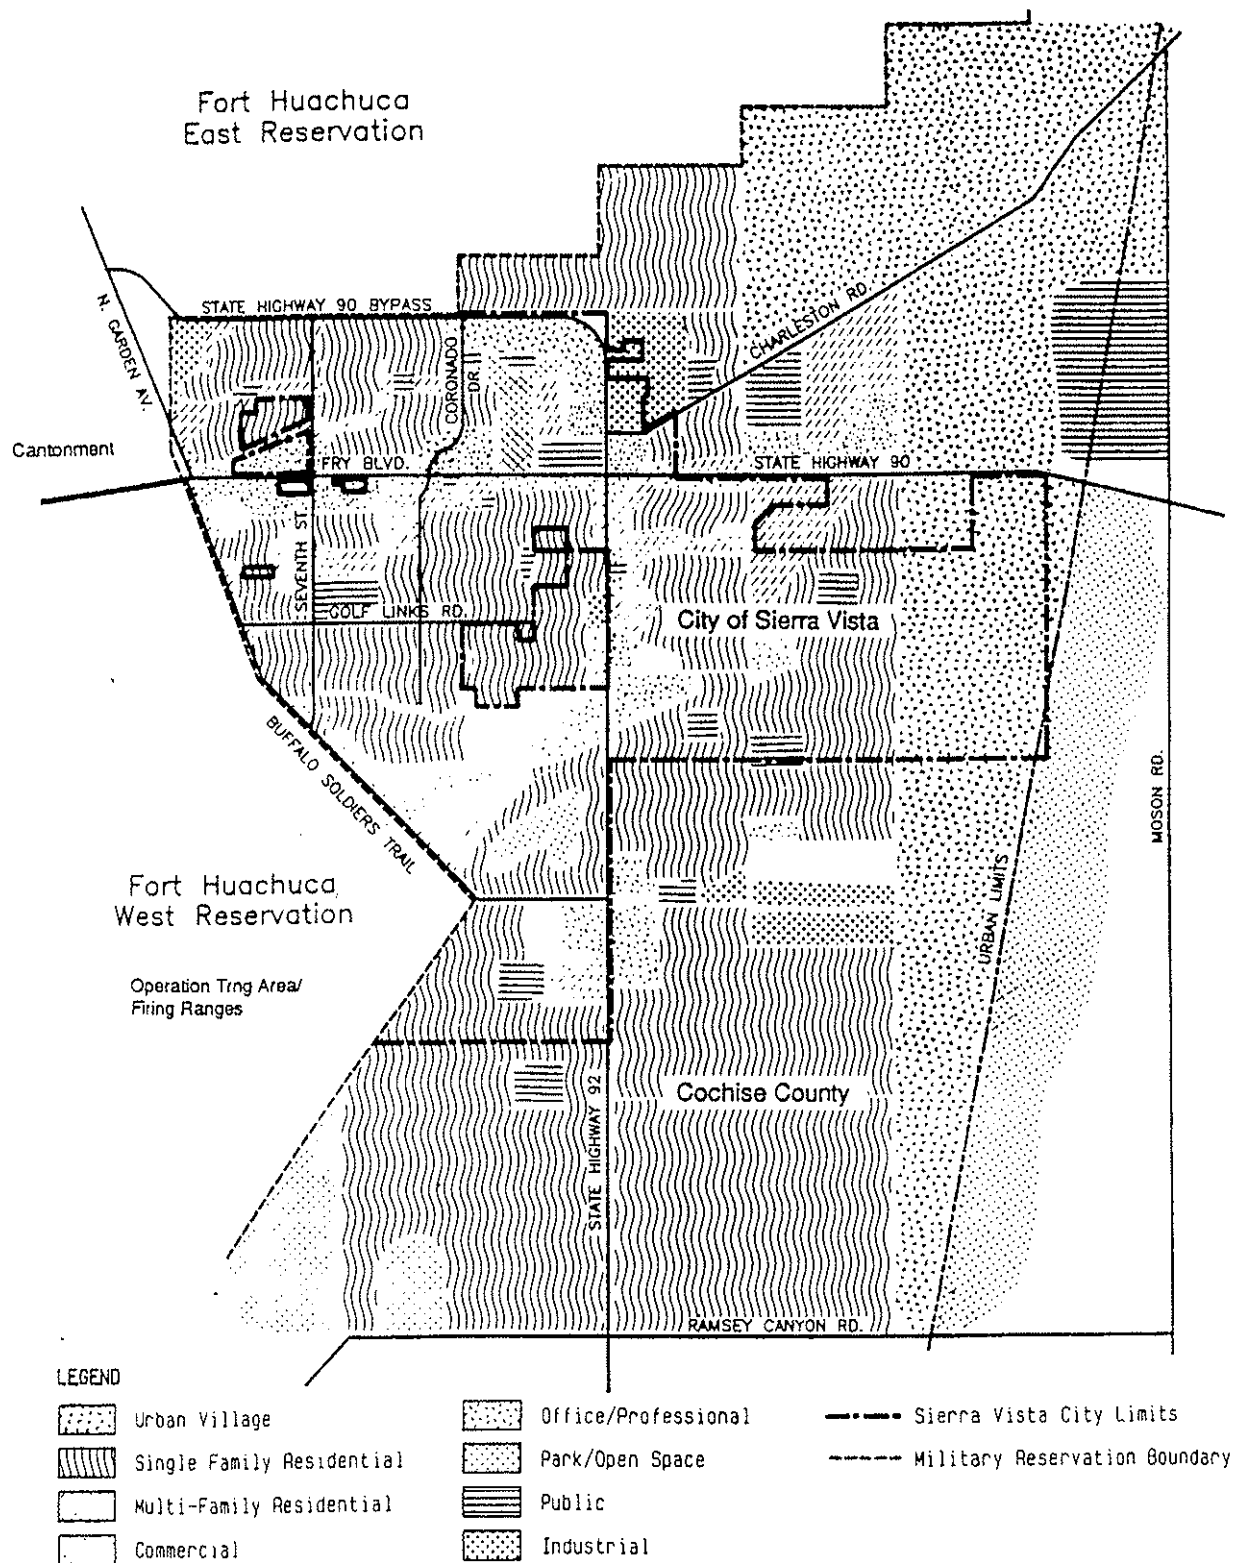 Fort Huachuca
East Reservation
N. GARDEN AV.
STATE HIGHWAY 90 BYPASS
CORONADO
DR.
CHARLESTON RD.
Cantonment
FRY BLVD.
STATE HIGHWAY 90
SEVENTH ST
GOLF LINKS RD.
City of Sierra Vista
BUFFALO SOLDIERS TRAIL
MOSON RD.
URBAN LIMITS
Fort Huachuca
West Reservation
Operation Trng Area/
Firing Ranges
STATE HIGHWAY 92
Cochise County
RAMSEY CANYON RD.
LEGEND
Urban Village
Single Family Residential
Multi-Family Residential
Commercial
Office/Professional
Park/Open Space
Public
Industrial
Sierra Vista City Limits
Military Reservation Boundary